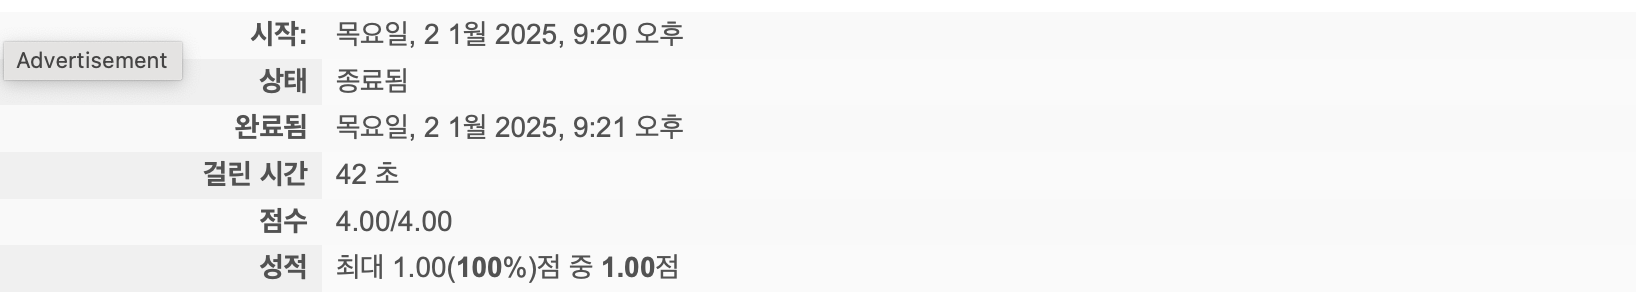 시작: 목요일, 2 1월 2025, 9:20 오후
Advertisement
상태 종료됨
완료됨 목요일, 2 1월 2025, 9:21 오후
걸린 시간 42 초
점수 4.00/4.00
성적 최대 1.00(100%)점 중 1.00점